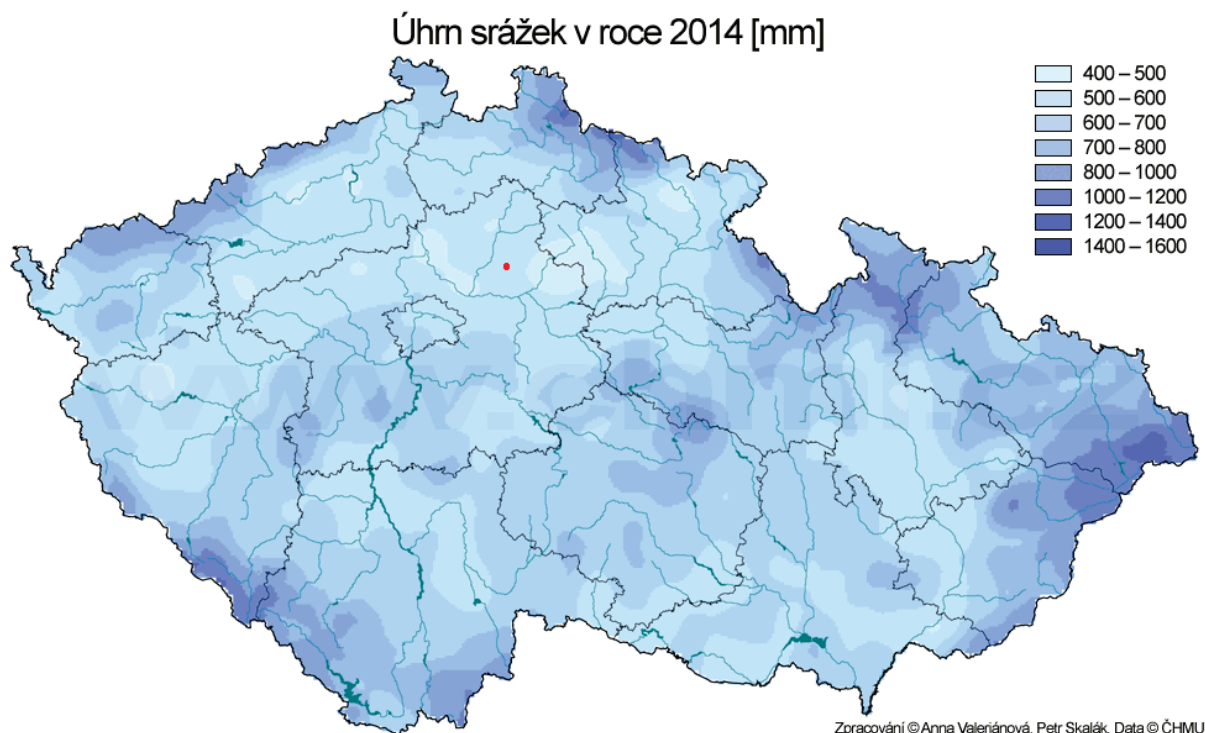 Úhrn srážek v roce 2014 [mm]
400 – 500
500 – 600
600 – 700
700 – 800
800 – 1000
1000 – 1200
1200 – 1400
1400 – 1600
Zpracování © Anna Valeriánová, Petr Skalák, Data © ČHMU